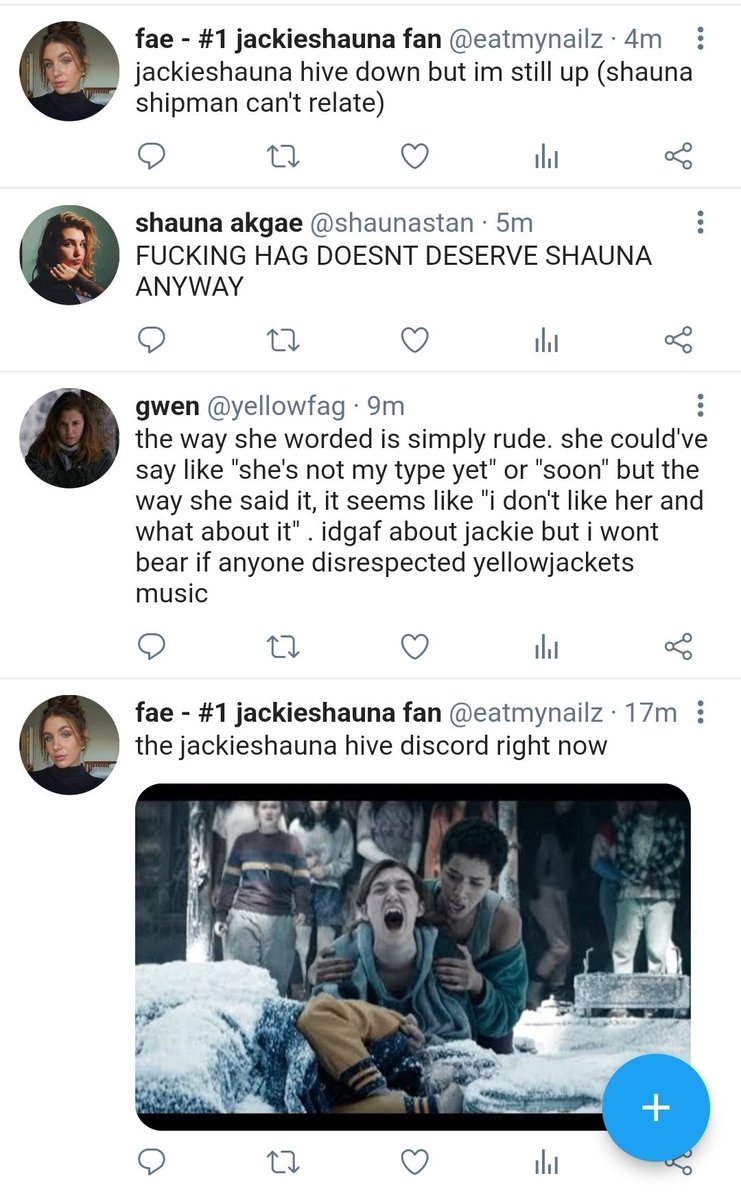 fae - #1 jackieshauna fan @eatmynailz · 4m
jackieshauna hive down but im still up (shauna
shipman can't relate)
shauna akgae @shaunastan · 5m
FUCKING HAG DOESNT DESERVE SHAUNA
ANYWAY
gwen @yellowfag · 9m
the way she worded is simply rude. she could've
say like "she's not my type yet" or "soon" but the
way she said it, it seems like "i don't like her and
what about it" . idgaf about jackie but i wont
bear if anyone disrespected yellowjackets
music
fae - #1 jackieshauna fan @eatmynailz · 17m
the jackieshauna hive discord right now